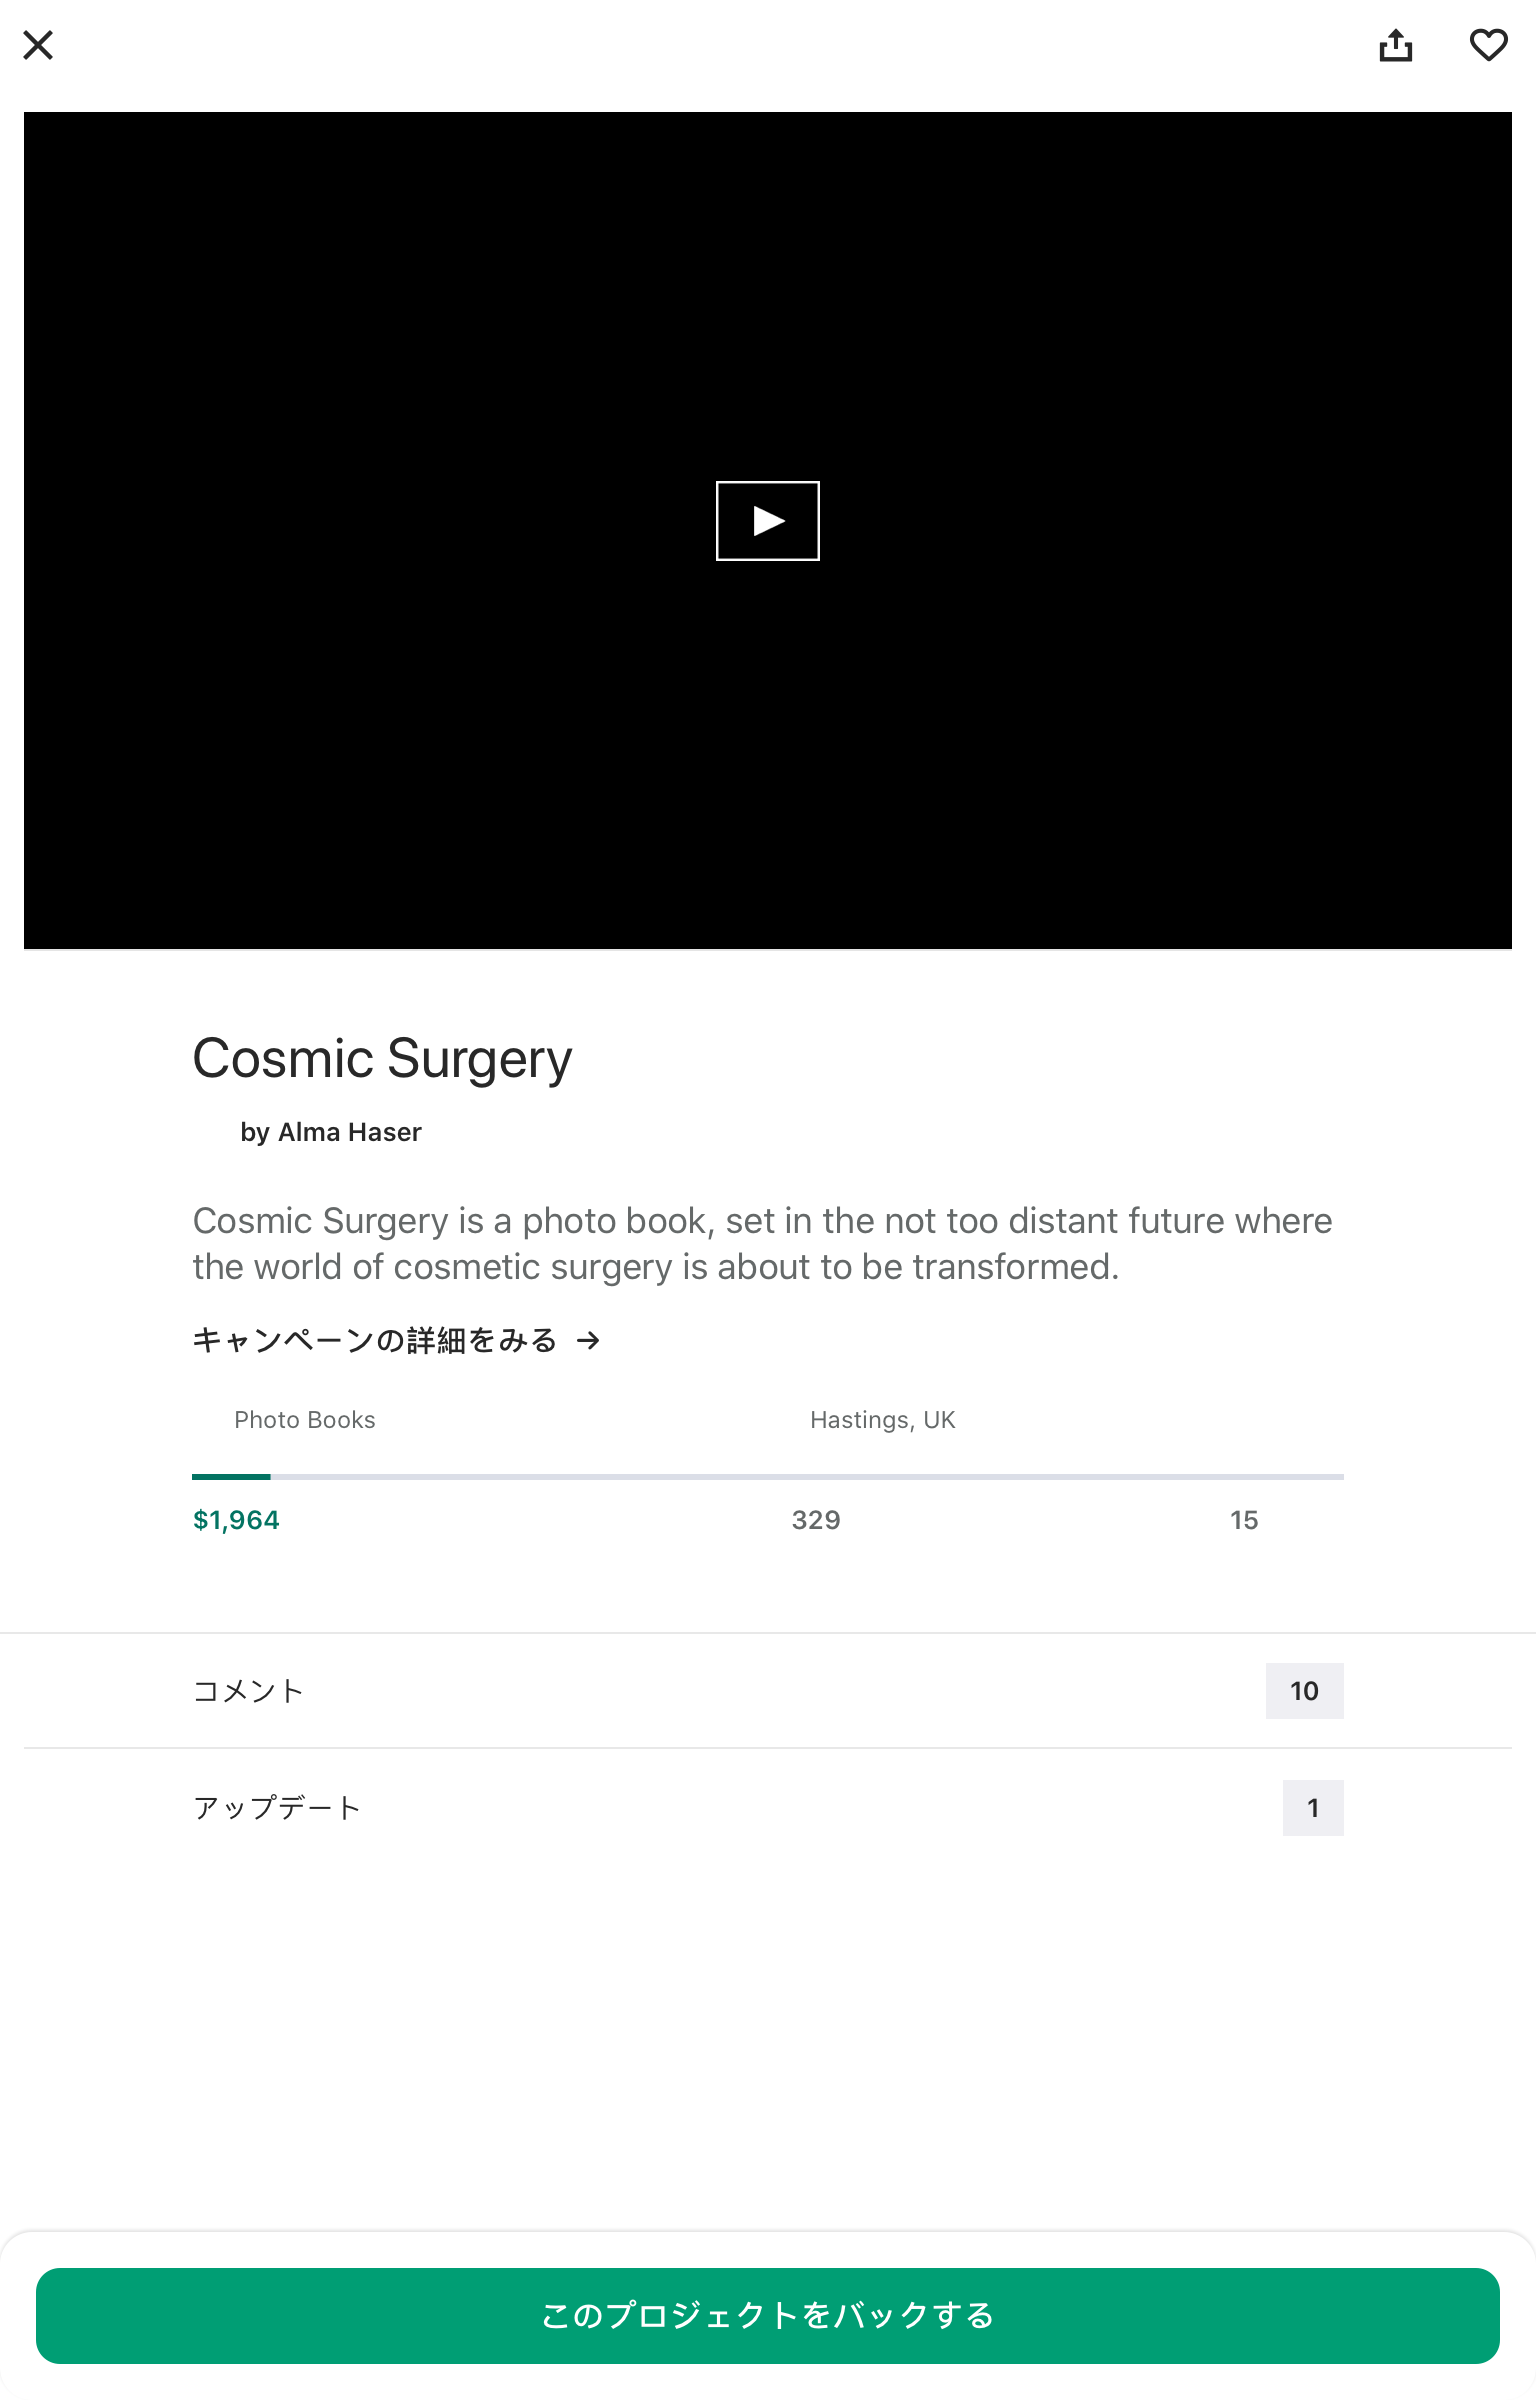 Cosmic Surgery
by Alma Haser
Cosmic Surgery is a photo book, set in the not too distant future where
the world of cosmetic surgery is about to be transformed.
キャンペーンの詳細をみる →
Photo Books
Hastings, UK
$1,964
329
15
コメント
10
アップデート
1
このプロジェクトをバックする